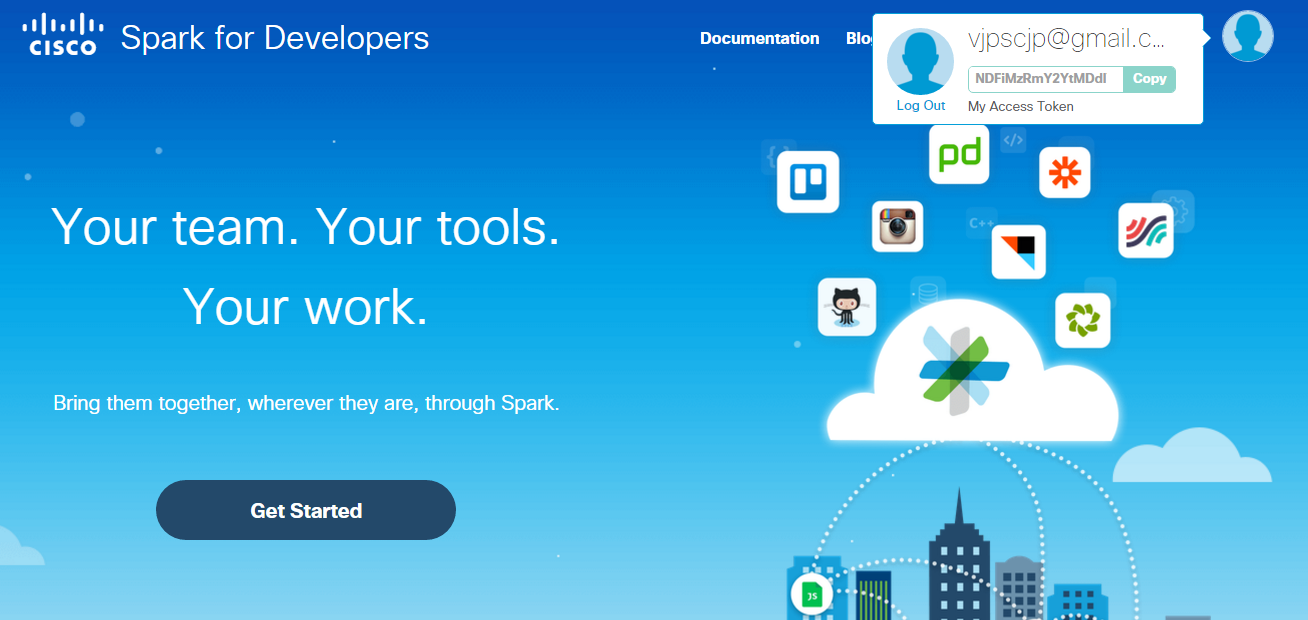 CISCO
Spark for Developers
Documentation
Blo
vjpscjp@gmail.c...
NDFiMzRmY2YtMDdl
Copy
Log Out
My Access Token
pd
</>
{
C++
Your team. Your tools.
Your work.
Bring them together, wherever they are, through Spark.
Get Started
JS